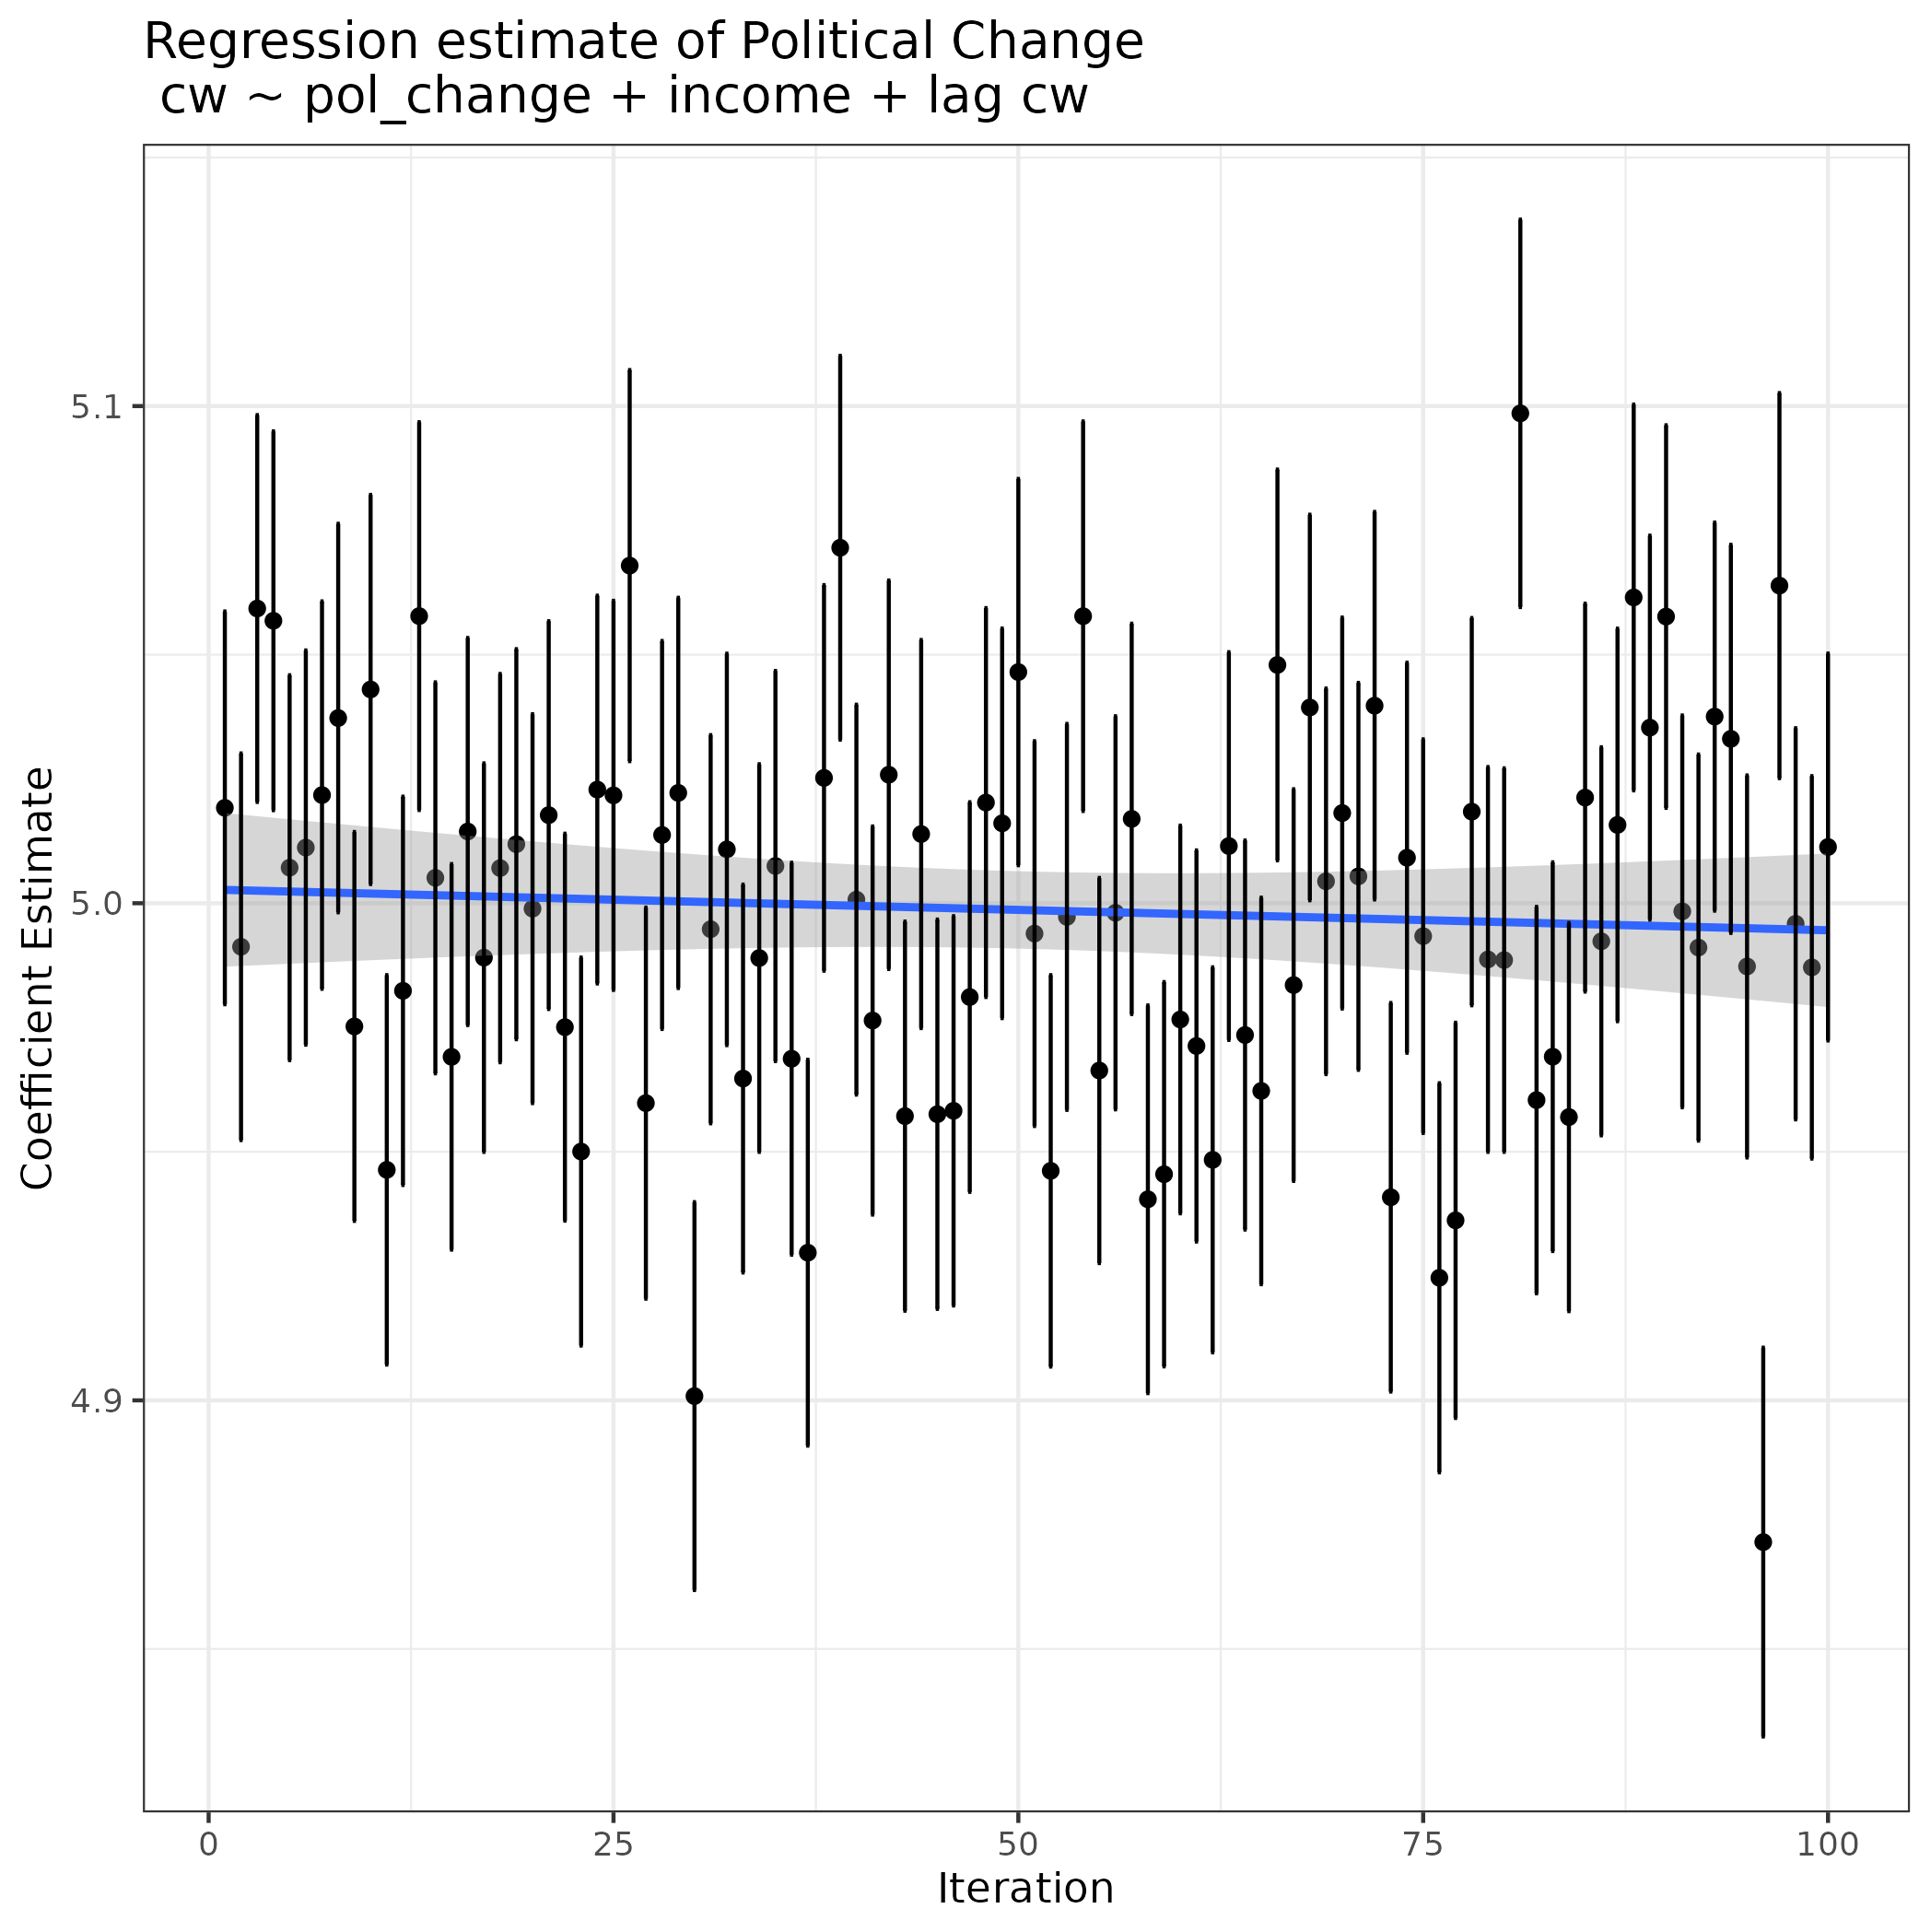 Regression estimate of Political Change
cw ~ pol_change + income + lag cw
Coefficient Estimate
5.1
5.0
4.9
0 25 50 75 100
Iteration